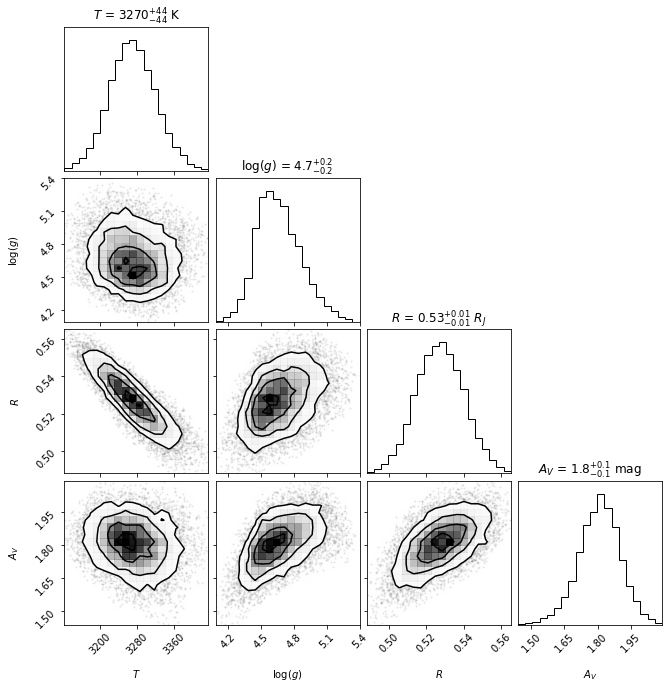 T = 3270+44−44 K
log(g) = 4.7+0.2−0.2
5.4
5.1
4.8
4.5
4.2
log(g)
R = 0.53+0.01−0.01 RJ
0.56
0.54
0.52
0.50
R
AV = 1.8+0.1−0.1 mag
1.95
1.80
1.65
1.50
AV
3200 3280 3360
4.2 4.5 4.8 5.1 5.4
0.50 0.52 0.54 0.56
1.50 1.65 1.80 1.95
T log(g) R AV